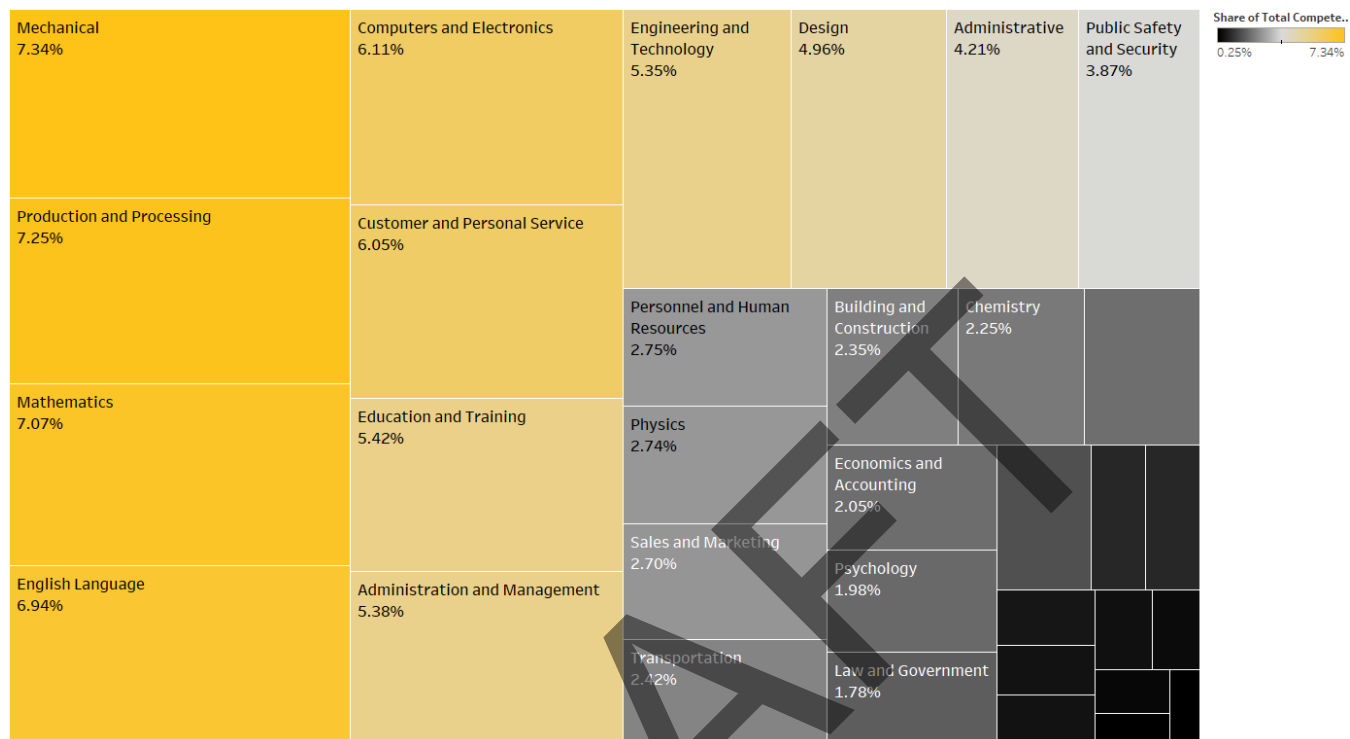 Mechanical
7.34%
Production and Processing
7.25%
Mathematics
7.07%
English Language
6.94%
Computers and Electronics
6.11%
Customer and Personal Service
6.05%
Education and Training
5.42%
Administration and Management
5.38%
Engineering and
Technology
5.35%
Design
4.96%
Administrative
4.21%
Public Safety
and Security
3.87%
Personnel and Human
Resources
2.75%
Physics
2.74%
Sales and Marketing
2.70%
Transportation
2.42%
Building and
Construction
2.35%
Chemistry
2.25%
Economics and
Accounting
2.05%
Psychology
1.98%
Law and Government
1.78%
Share of Total Compete..
0.25% 7.34%
AFT